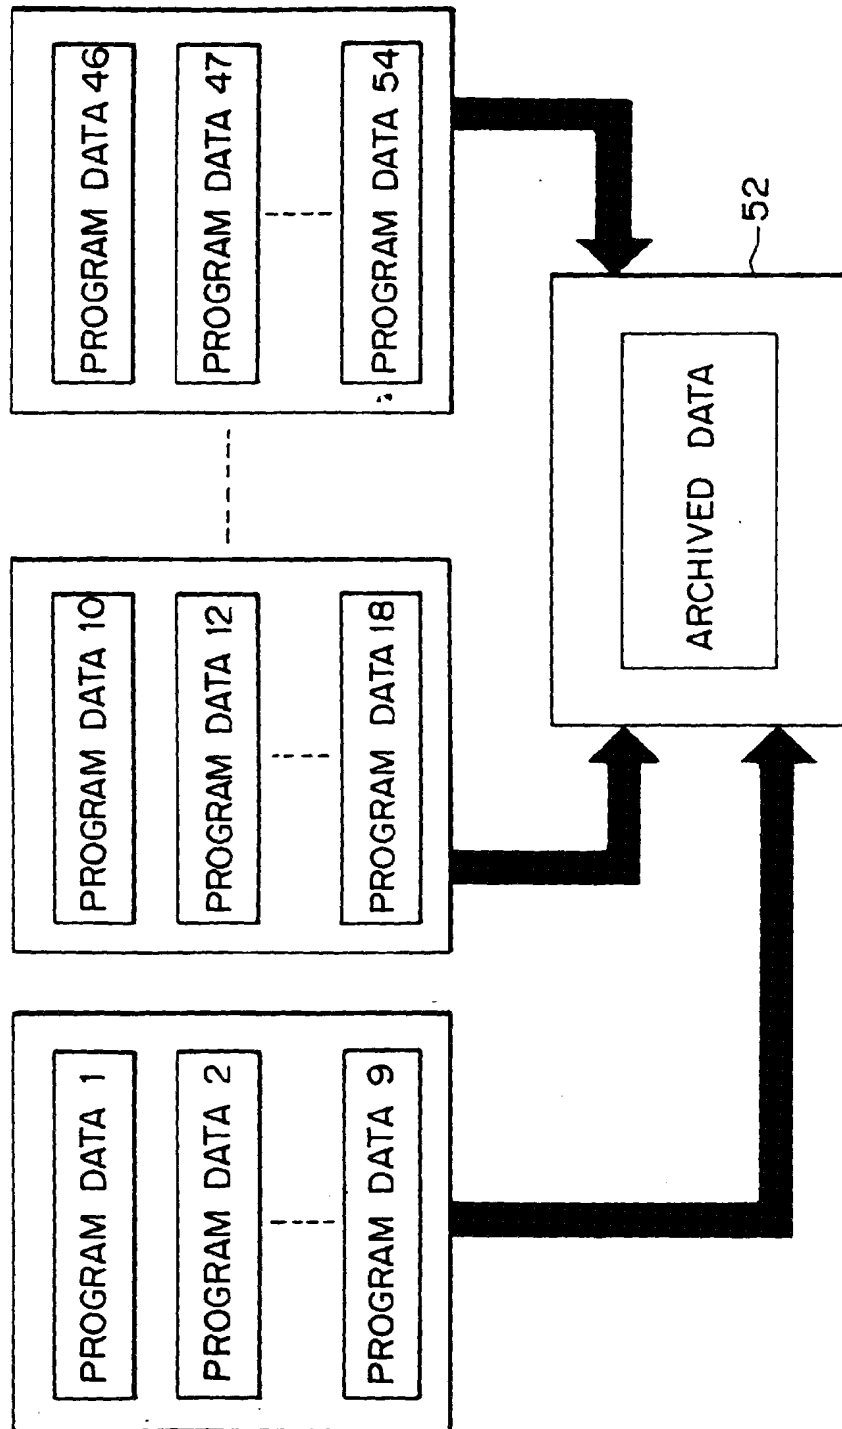 PROGRAM DATA 1
PROGRAM DATA 2
PROGRAM DATA 9
PROGRAM DATA 10
PROGRAM DATA 12
PROGRAM DATA 18
PROGRAM DATA 46
PROGRAM DATA 47
PROGRAM DATA 54
ARCHIVED DATA
52